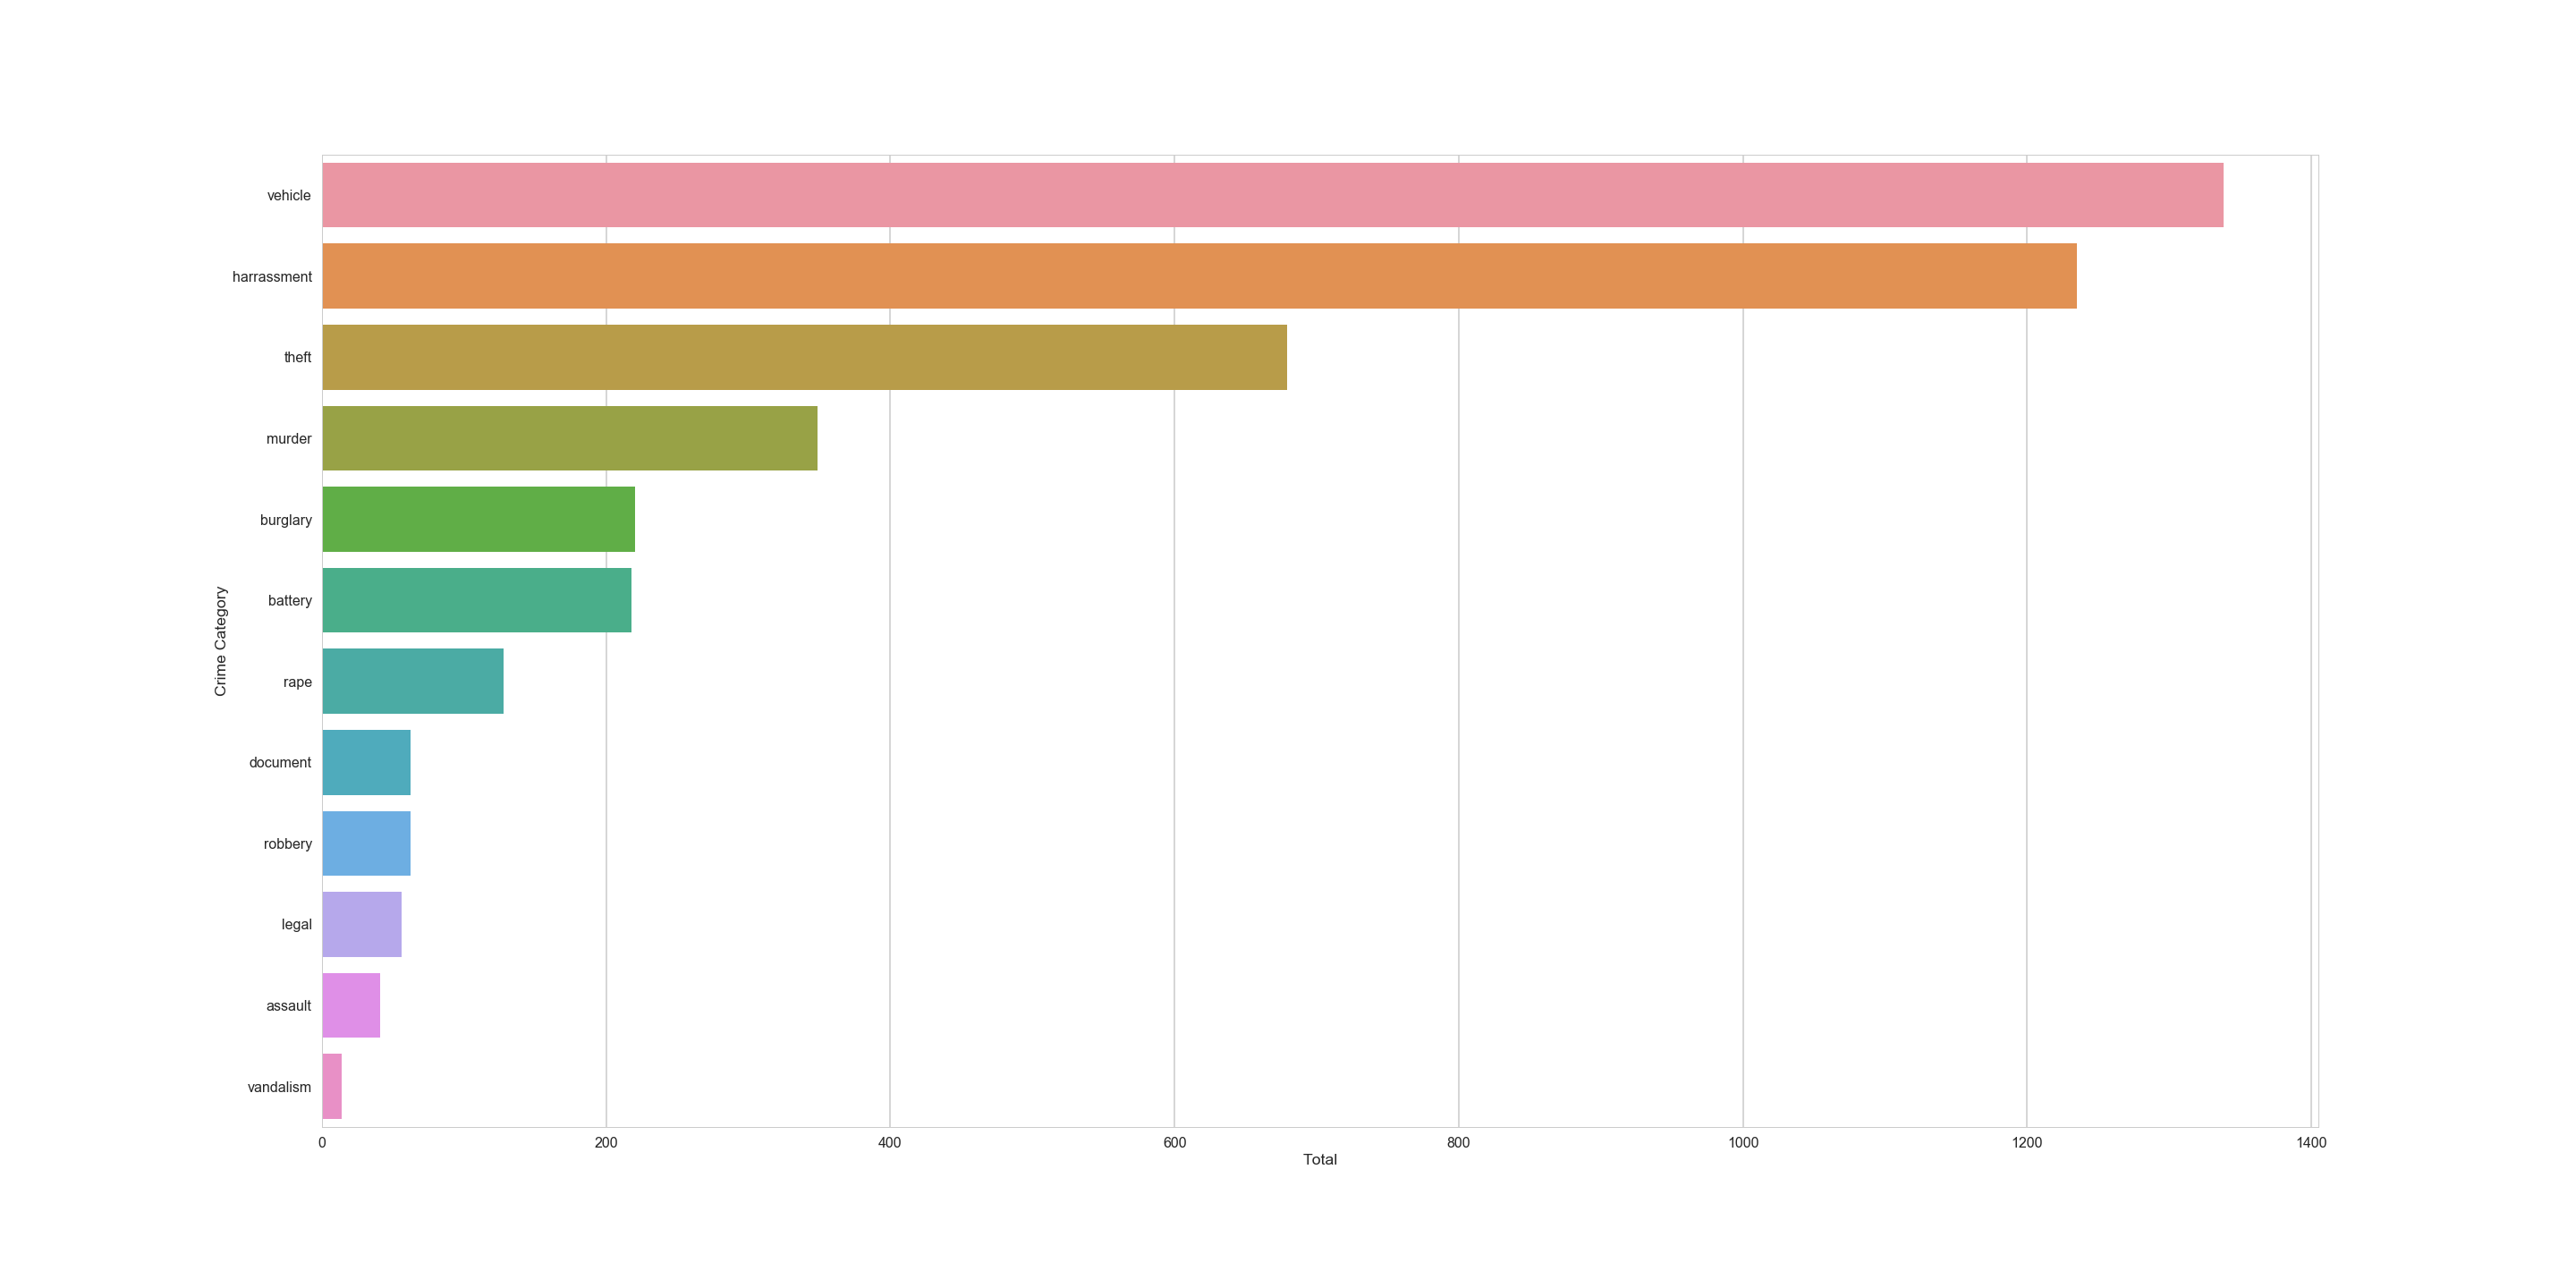 vehicle
harrassment
theft
murder
burglary
battery
rape
document
robbery
legal
assault
vandalism
Crime Category
0 200 400 600 800 1000 1200 1400
Total